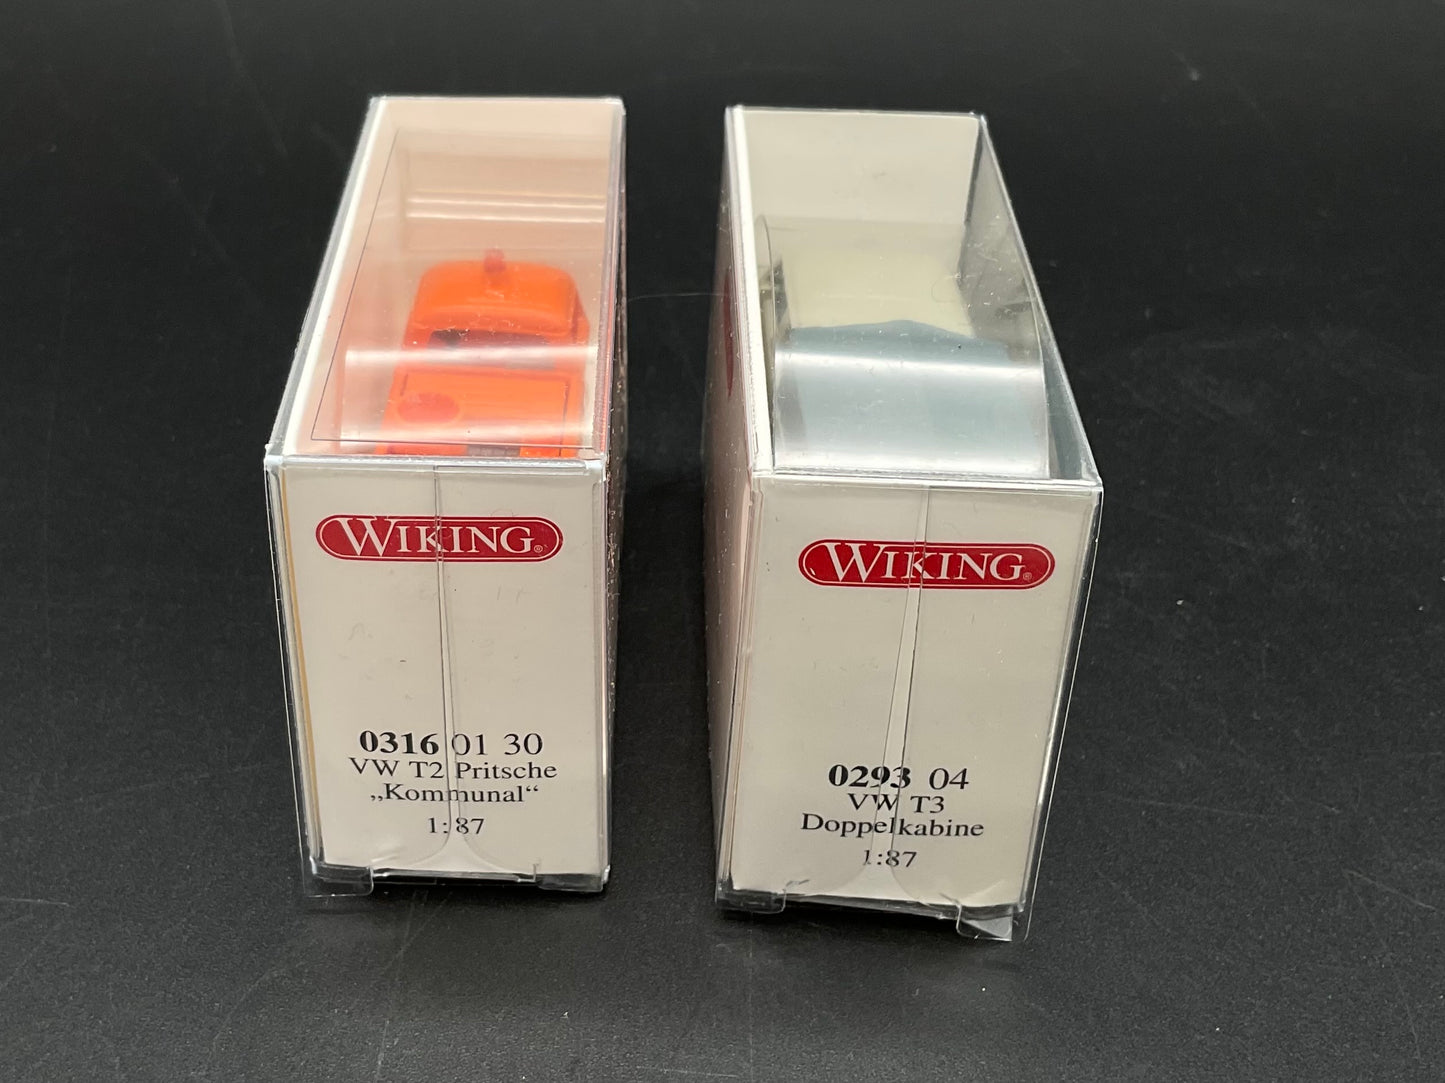 WIKING®
0316 01 30
VW T2 Pritsche
„Kommunal“
1:87
WIKING®
0293 04
VW T3
Doppelkabine
1:87